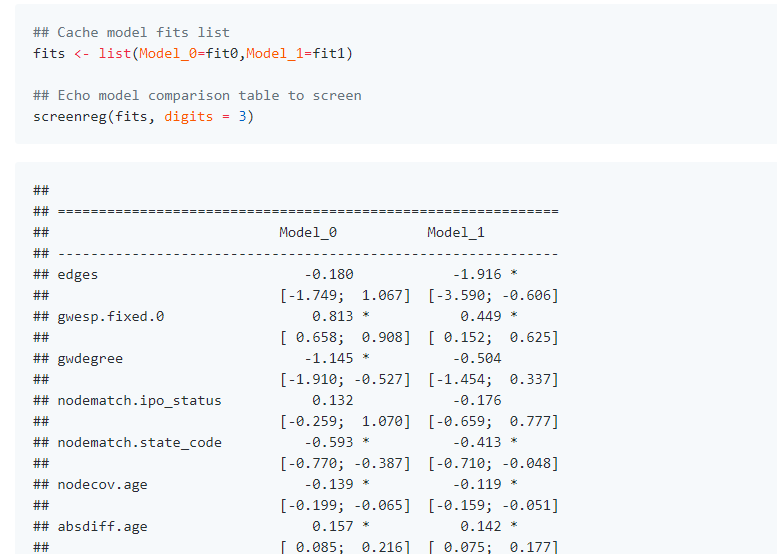 ## Cache model fits list
fits <- list(Model_0=fit0,Model_1=fit1)
## Echo model comparison table to screen
screenreg(fits, digits = 3)
##
## =============================================================
##                            Model_0           Model_1
## -------------------------------------------------------------
## edges                         -0.180            -1.916 *
##                            [-1.749;  1.067]  [-3.590; -0.606]
## gwesp.fixed.0                  0.813 *           0.449 *
##                            [ 0.658;  0.908]  [ 0.152;  0.625]
## gwdegree                      -1.145 *          -0.504
##                            [-1.910; -0.527]  [-1.454;  0.337]
## nodematch.ipo_status           0.132            -0.176
##                            [-0.259;  1.070]  [-0.659;  0.777]
## nodematch.state_code          -0.593 *          -0.413 *
##                            [-0.770; -0.387]  [-0.710; -0.048]
## nodecov.age                   -0.139 *          -0.119 *
##                            [-0.199; -0.065]  [-0.159; -0.051]
## absdiff.age                    0.157 *           0.142 *
##                            [ 0.085;  0.216]  [ 0.075;  0.177]